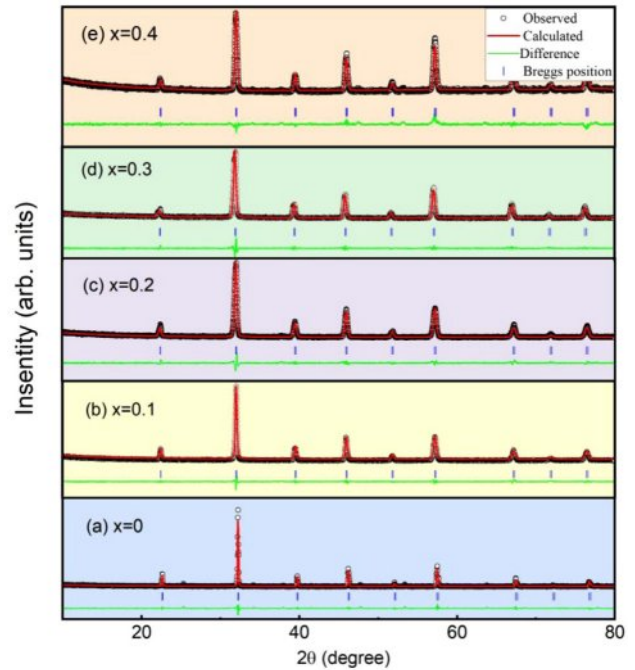 (e) x=0.4
Observed
Calculated
Difference
Breggs position
(d) x=0.3
(c) x=0.2
(b) x=0.1
(a) x=0
Insentity (arb. units)
20 40 60 80
2θ (degree)